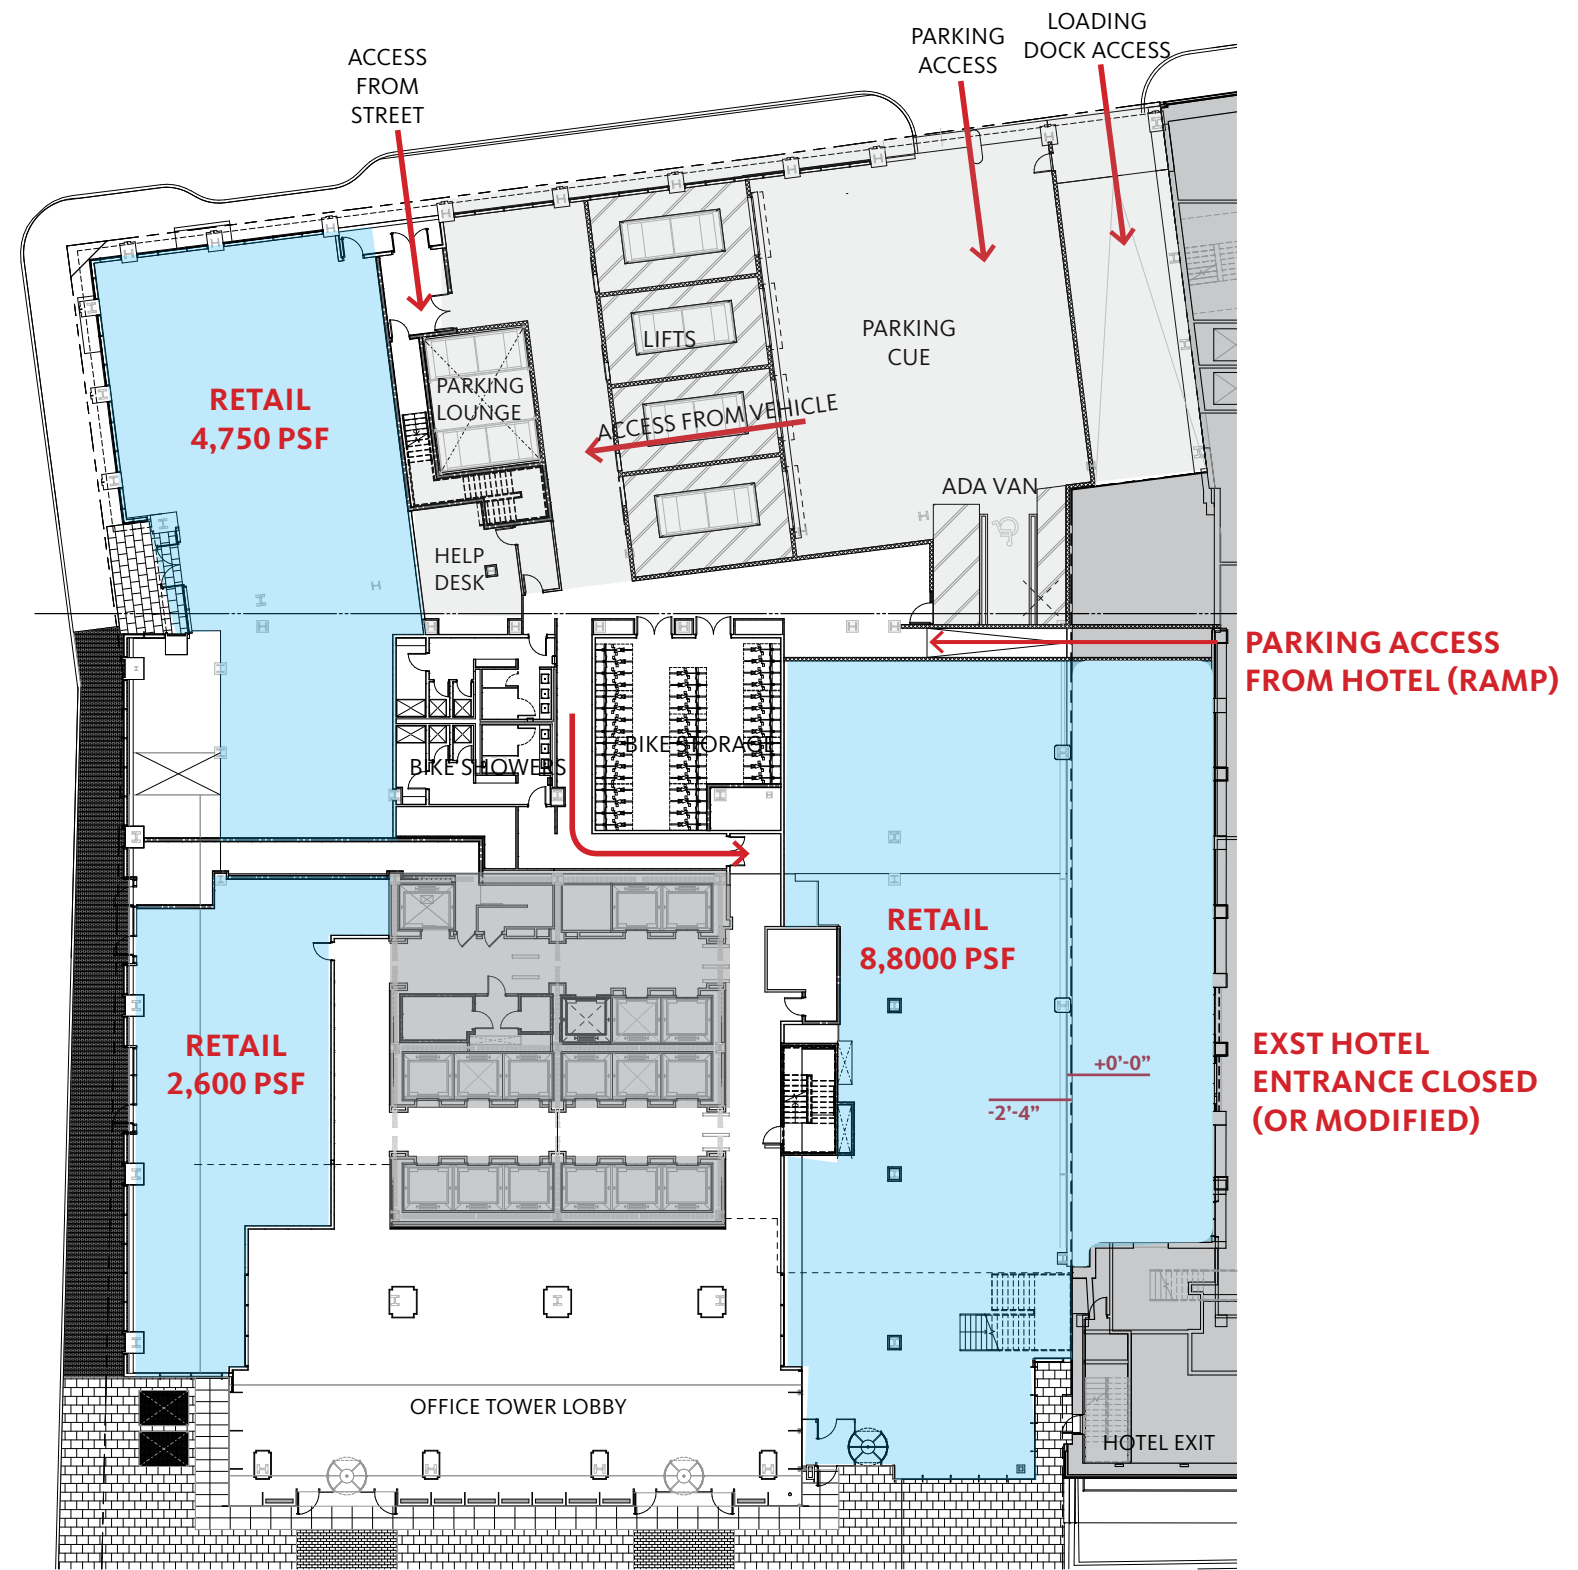 LOADING
DOCK ACCESS
PARKING
ACCESS
ACCESS
FROM
STREET
LIFTS
PARKING
CUE
PARKING
LOUNGE
RETAIL
4,750 PSF
ACCESS FROM VEHICLE
ADA VAN
HELP
DESK
PARKING ACCESS
FROM HOTEL (RAMP)
BIKE STORAGE
BIKE SHOWERS
RETAIL
8,8000 PSF
RETAIL
2,600 PSF
EXST HOTEL
ENTRANCE CLOSED
(OR MODIFIED)
+0'-0"
-2'-4"
OFFICE TOWER LOBBY
HOTEL EXIT